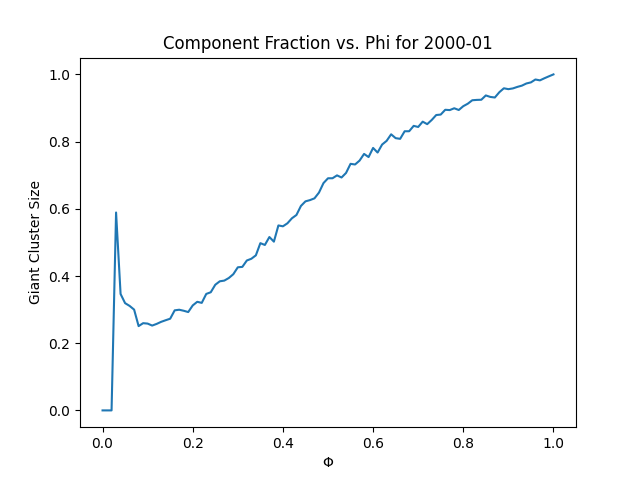 Component Fraction vs. Phi for 2000-01
1.0
0.8
0.6
0.4
0.2
0.0
Giant Cluster Size
0.0 0.2 0.4 0.6 0.8 1.0
Φ